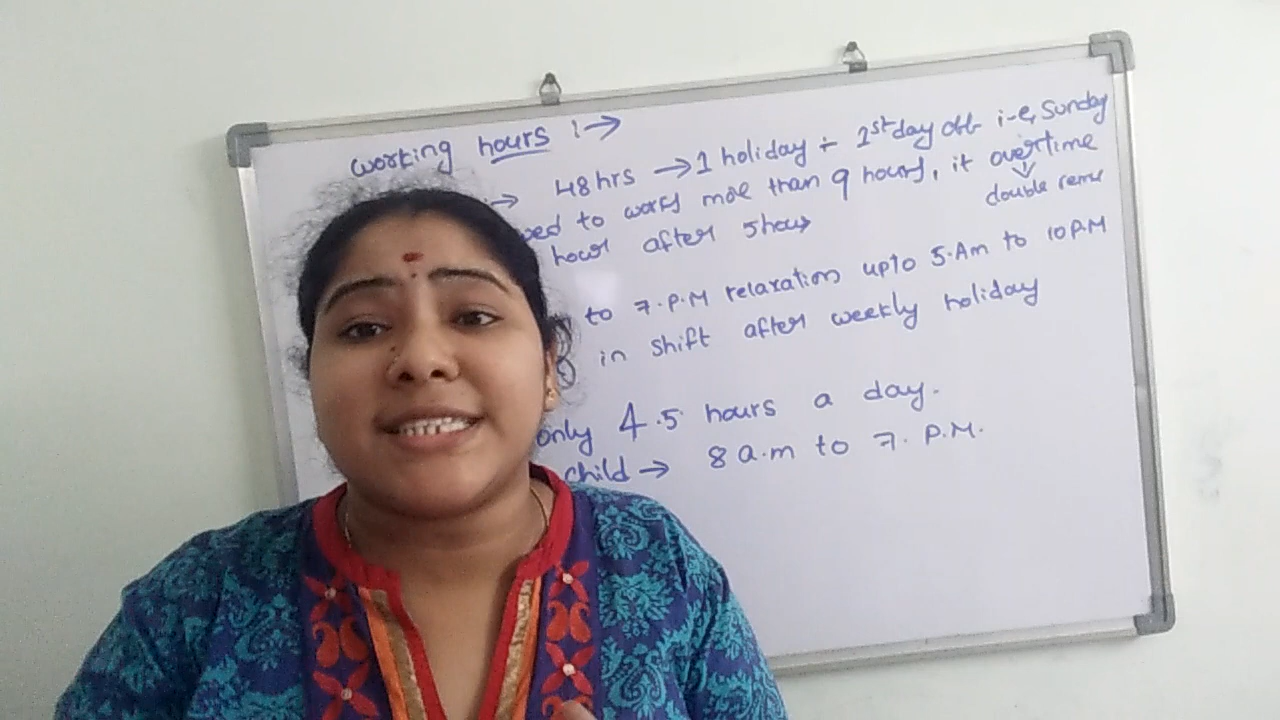 working hours :→
→ 48 hrs → 1 holiday ÷ 1st day off i-e, Sunday
to work more than 9 hours, it overtime
↓
double remu
hour after 5 hours
to 7.P.M relaxation upto 5.Am to 10 P.M
in shift after weekly holiday
only 4.5 hours a day.
child → 8 a.m to 7. P.M.